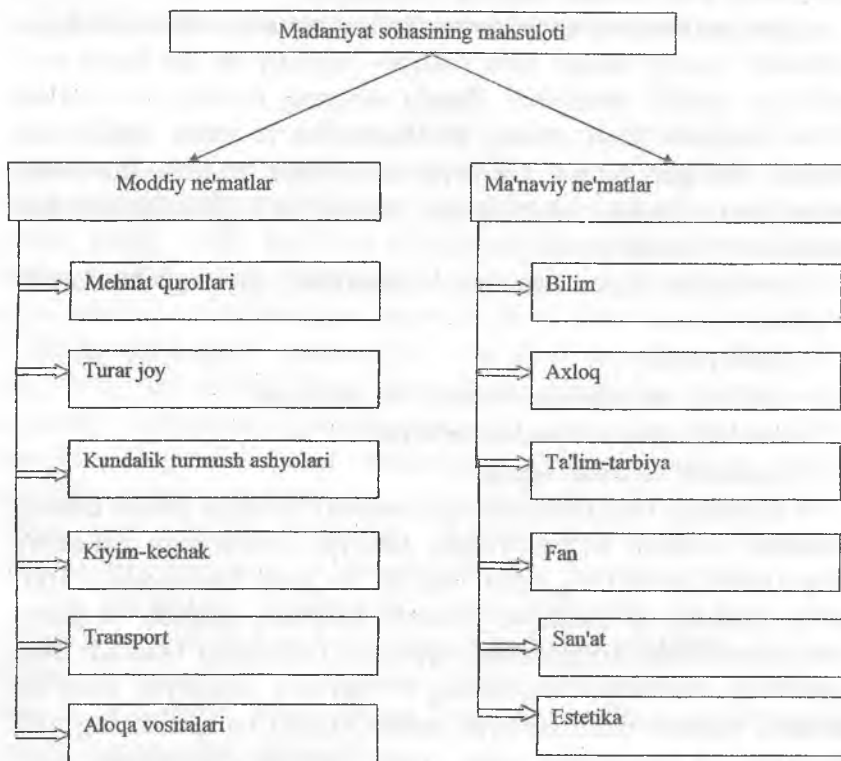 Madaniyat sohasining mahsuloti
Moddiy ne'matlar
Mehnat qurollari
Turar joy
Kundalik turmush ashyolari
Kiyim-kechak
Transport
Aloqa vositalari
Ma'naviy ne'matlar
Bilim
Axloq
Ta'lim-tarbiya
Fan
San'at
Estetika